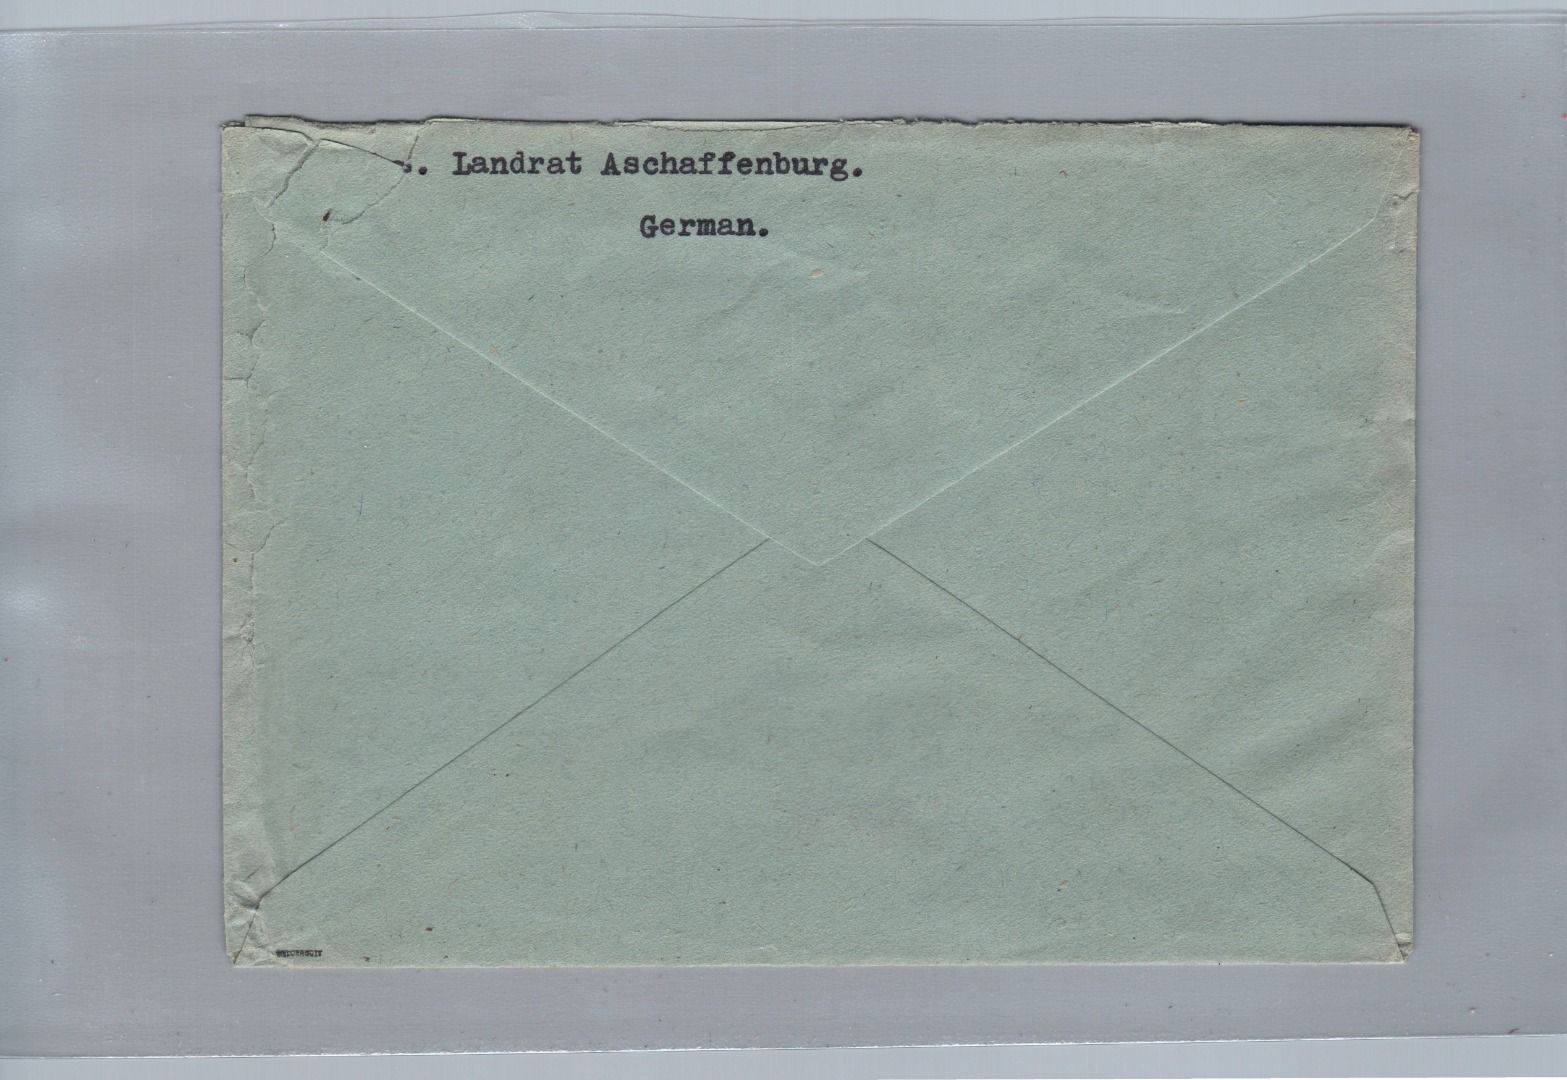 . Landrat Aschaffenburg.
German.